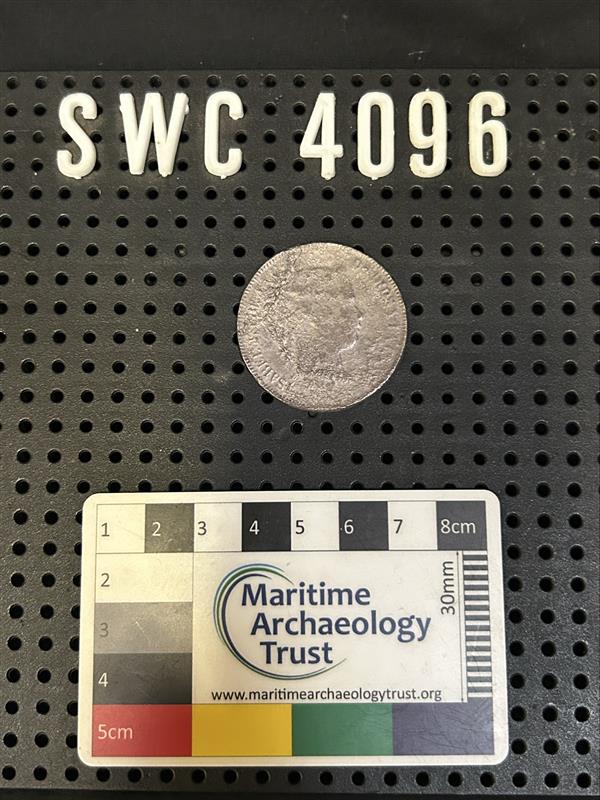 SWC 4096
1 2 3 4 5 6 7 8cm
2
3
4
5cm
30mm
Maritime
Archaeology
Trust
www.maritimearchaeologytrust.org